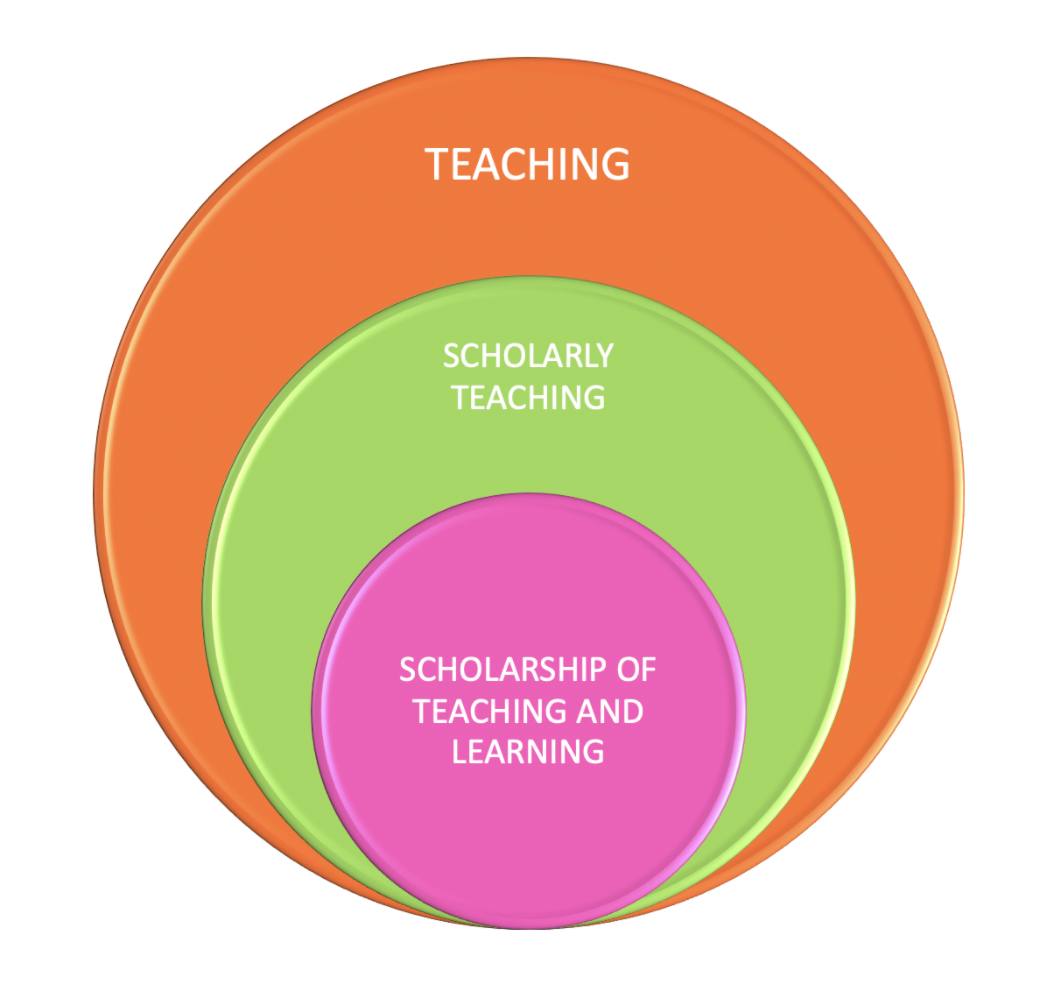 TEACHING
SCHOLARLY
TEACHING
SCHOLARSHIP OF
TEACHING AND
LEARNING